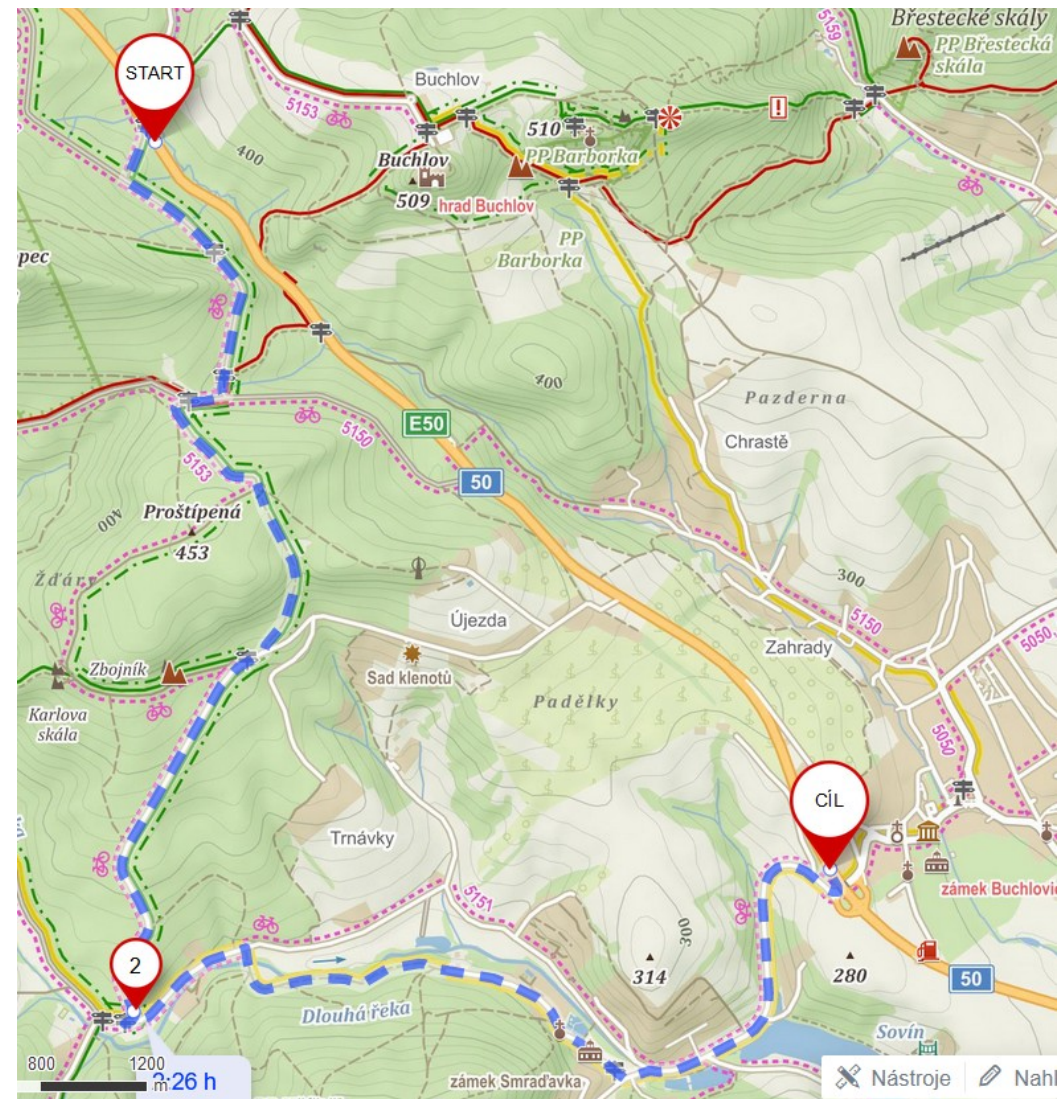 Břestecké skály
5159
PP Břestecká
skála
START
Buchlov
5153
510
400
Buchlov
PP Barborka
509
hrad Buchlov
PP
Barborka
pec
400
Pazderna
E50
5150
Chrastě
50
5153
Proštípená
400
453
300
Žďáry
Újezda
5150
Zahrady
5050
Zbojník
Sad klenotů
Padělky
Karlova
skála
5050
CÍL
Trnávky
zámek Buchlovi
5151
300
2
314
280
50
Dlouhá řeka
Sovín
800
1200
m
:26 h
zámek Smraďavka
Nástroje
Nahl